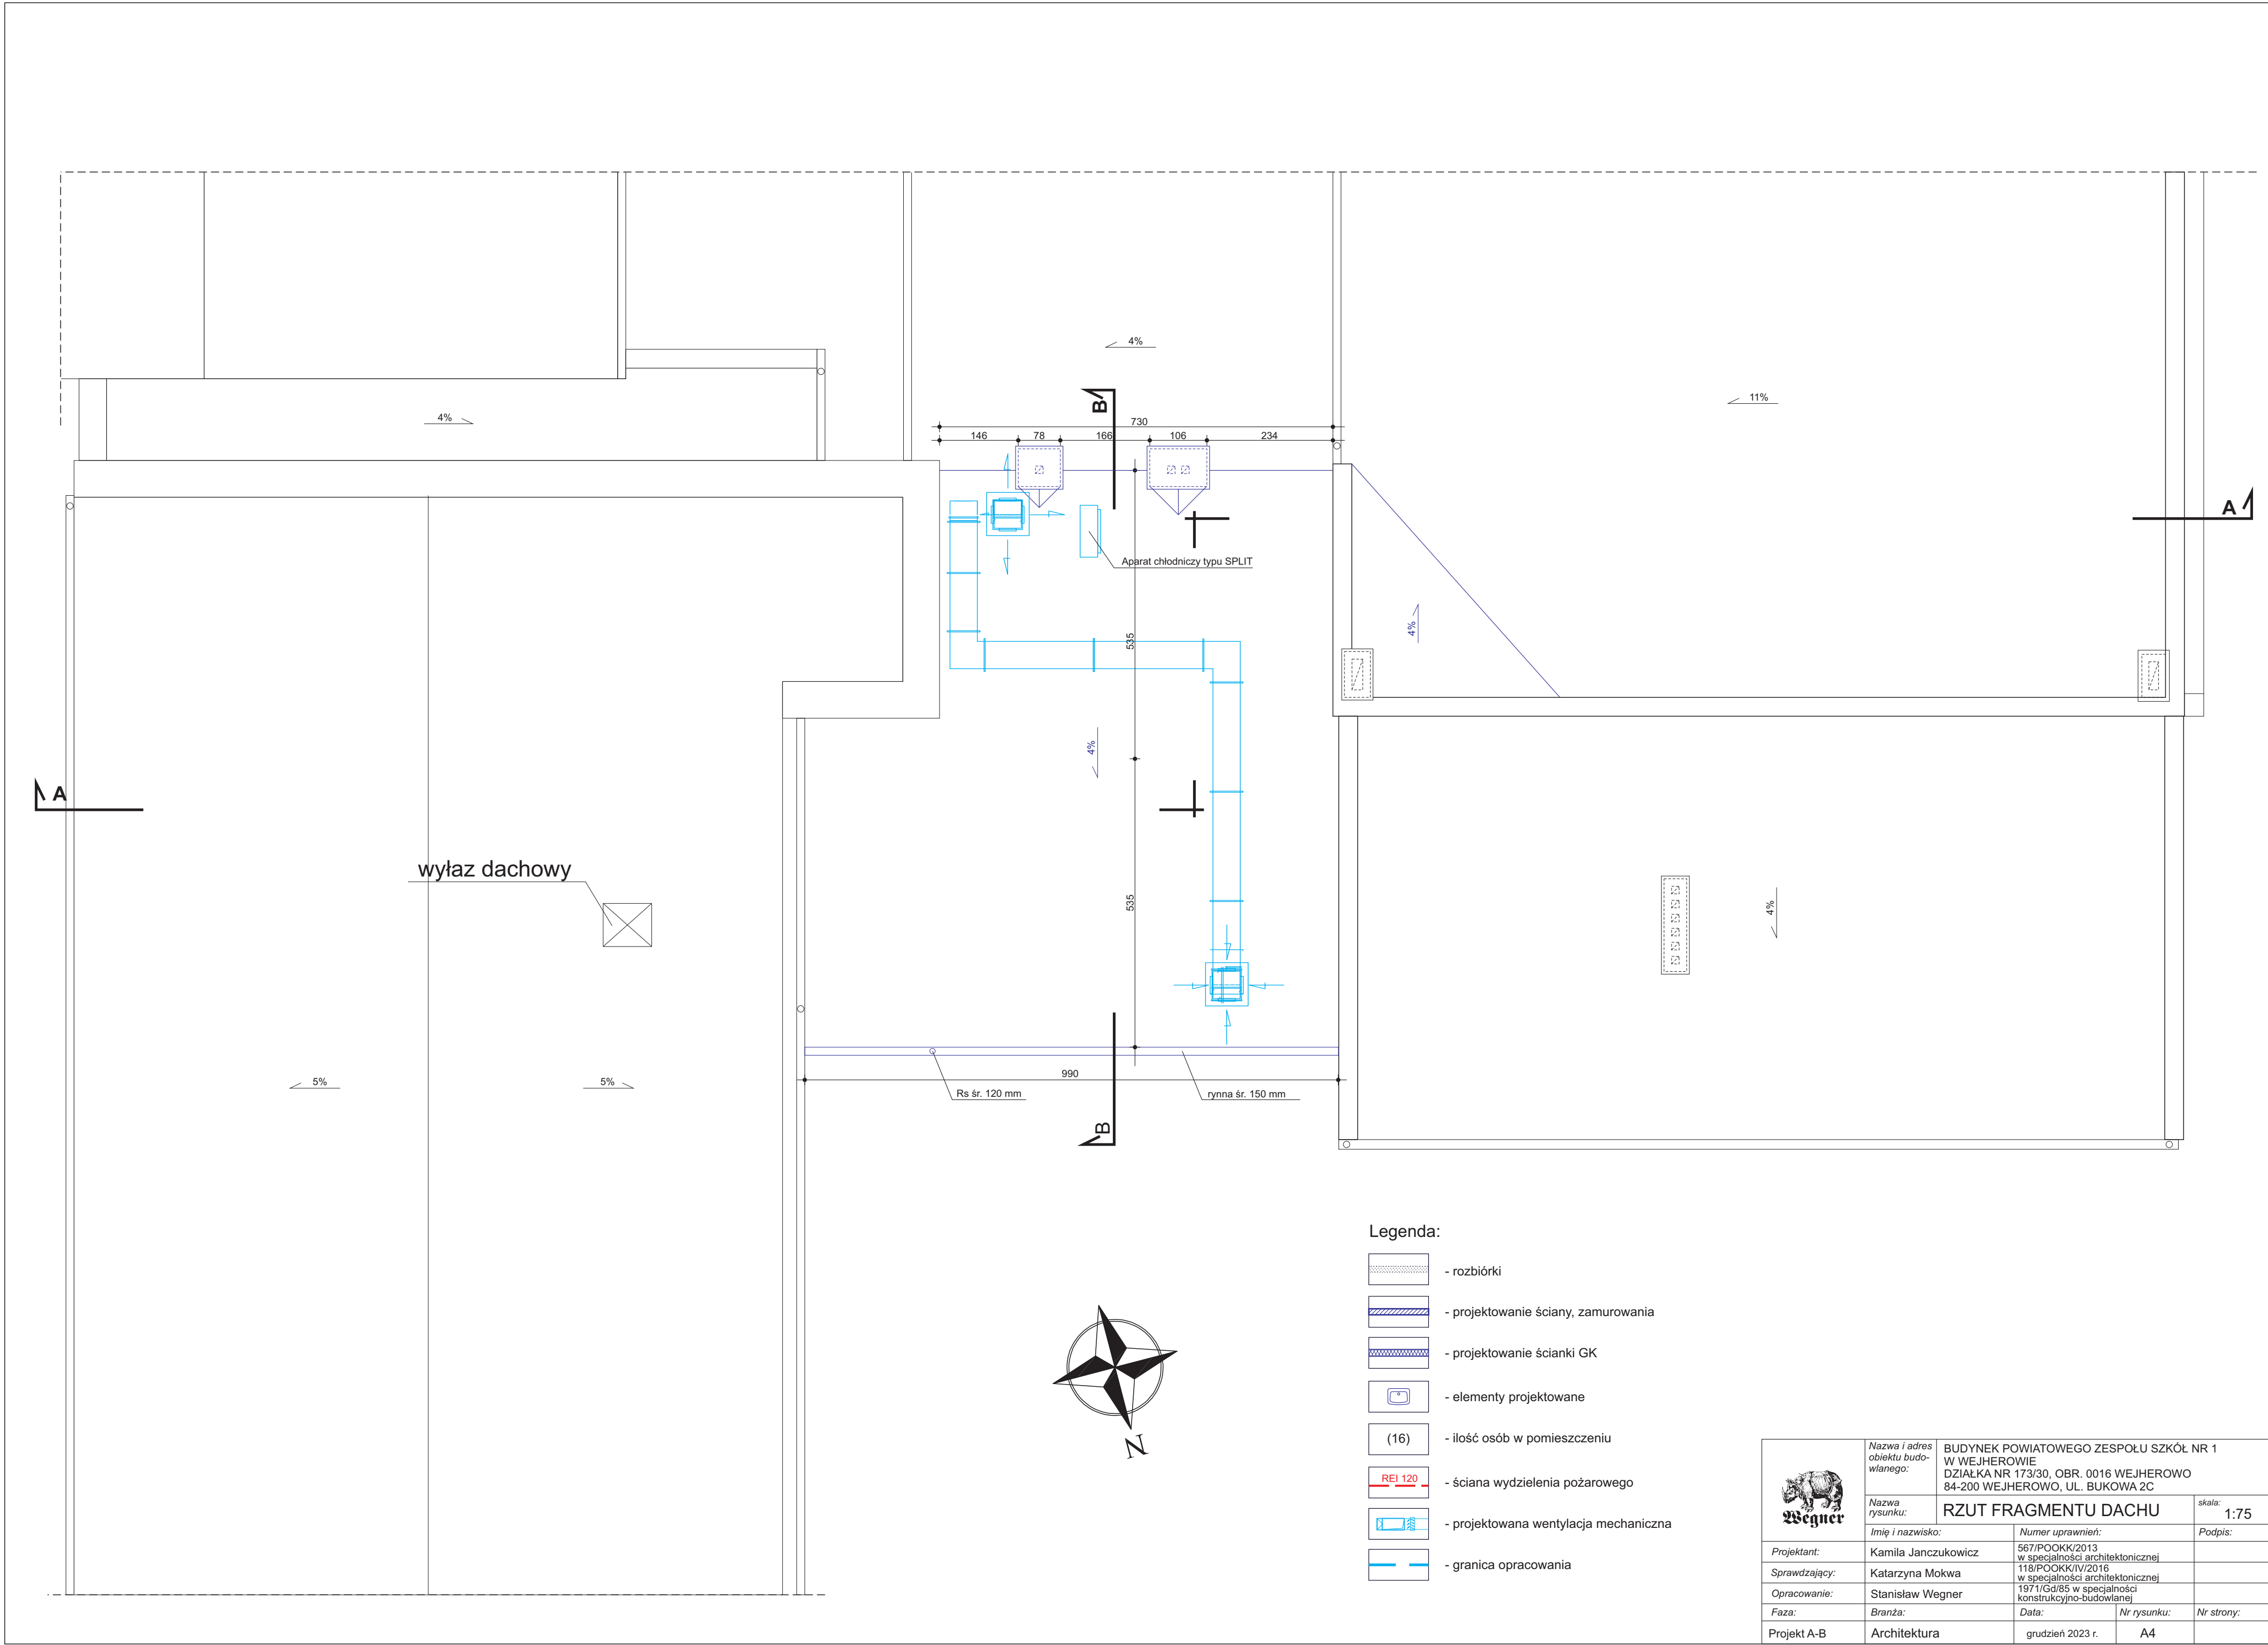 4%
4%
11%
B
730
146
78
166
106
234
A
Aparat chłodniczy typu SPLIT
535
4%
4%
A
wyłaz dachowy
535
4%
5%
5%
990
Rs śr. 120 mm
rynna śr. 150 mm
B
N
Legenda:
- rozbiórki
- projektowanie ściany, zamurowania
- projektowanie ścianki GK
- elementy projektowane
(16) - ilość osób w pomieszczeniu
REI 120 - ściana wydzielenia pożarowego
- projektowana wentylacja mechaniczna
- granica opracowania
Wegner
Nazwa i adres
obiektu budo-
wlanego:
BUDYNEK POWIATOWEGO ZESPOŁU SZKÓŁ NR 1
W WEJHEROWIE
DZIAŁKA NR 173/30, OBR. 0016 WEJHEROWO
84-200 WEJHEROWO, UL. BUKOWA 2C
Nazwa
rysunku:
RZUT FRAGMENTU DACHU
skala:
1:75
Imię i nazwisko: Numer uprawnień: Podpis:
Projektant: Kamila Janczukowicz 567/POOKK/2013
w specjalności architektonicznej
Sprawdzający: Katarzyna Mokwa 118/POOKK/IV/2016
w specjalności architektonicznej
Opracowanie: Stanisław Wegner 1971/Gd/85 w specjalności
konstrukcyjno-budowlanej
Faza: Branża: Data: Nr rysunku: Nr strony:
Projekt A-B Architektura grudzień 2023 r. A4